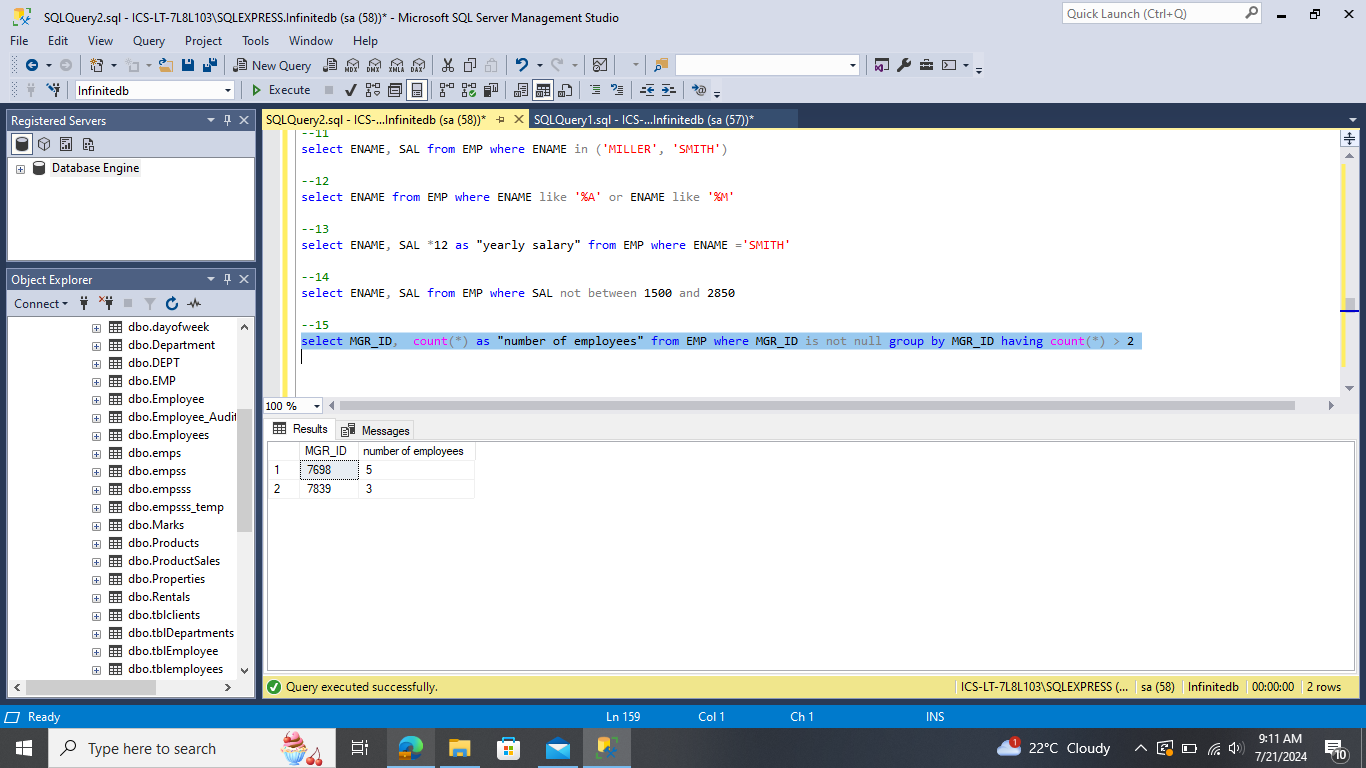 SQLQuery2.sql - ICS-LT-7L8L103\SQLEXPRESS.Infinitedb (sa (58))* - Microsoft SQL Server Management Studio
Quick Launch (Ctrl+Q)
File Edit View Query Project Tools Window Help
New Query
MDX DMX XMLA DAX
Infinitedb
Execute
Registered Servers
Database Engine
Object Explorer
Connect
dbo.dayofweek
dbo.Department
dbo.DEPT
dbo.EMP
dbo.Employee
dbo.Employee_Audit
dbo.Employees
dbo.emps
dbo.empss
dbo.empsss
dbo.empsss_temp
dbo.Marks
dbo.Products
dbo.ProductSales
dbo.Properties
dbo.Rentals
dbo.tblclients
dbo.tblDepartments
dbo.tblEmployee
dbo.tblemployees
SQLQuery2.sql - ICS-...Infinitedb (sa (58))*
SQLQuery1.sql - ICS-...Infinitedb (sa (57))*
--11
select ENAME, SAL from EMP where ENAME in ('MILLER', 'SMITH')
--12
select ENAME from EMP where ENAME like '%A' or ENAME like '%M'
--13
select ENAME, SAL *12 as "yearly salary" from EMP where ENAME ='SMITH'
--14
select ENAME, SAL from EMP where SAL not between 1500 and 2850
--15
select MGR_ID,  count(*) as "number of employees" from EMP where MGR_ID is not null group by MGR_ID having count(*) > 2
100 %
Results Messages
MGR_ID number of employees
1 7698 5
2 7839 3
Query executed successfully.
ICS-LT-7L8L103\SQLEXPRESS (... sa (58) Infinitedb 00:00:00 2 rows
Ready Ln 159 Col 1 Ch 1 INS
Type here to search
1
22°C Cloudy
9:11 AM
7/21/2024
10